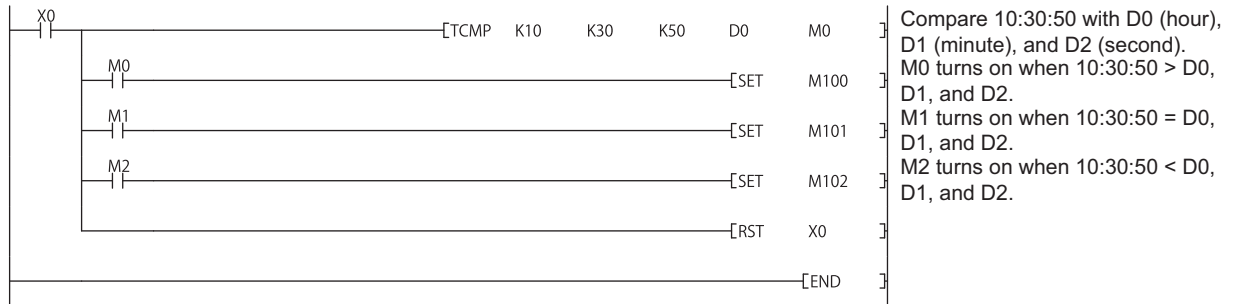 X0
[TCMP K10 K30 K50 D0 M0 ]
M0
[SET M100 ]
M1
[SET M101 ]
M2
[SET M102 ]
[RST X0 ]
[END ]
Compare 10:30:50 with D0 (hour),
D1 (minute), and D2 (second).
M0 turns on when 10:30:50 > D0,
D1, and D2.
M1 turns on when 10:30:50 = D0,
D1, and D2.
M2 turns on when 10:30:50 < D0,
D1, and D2.